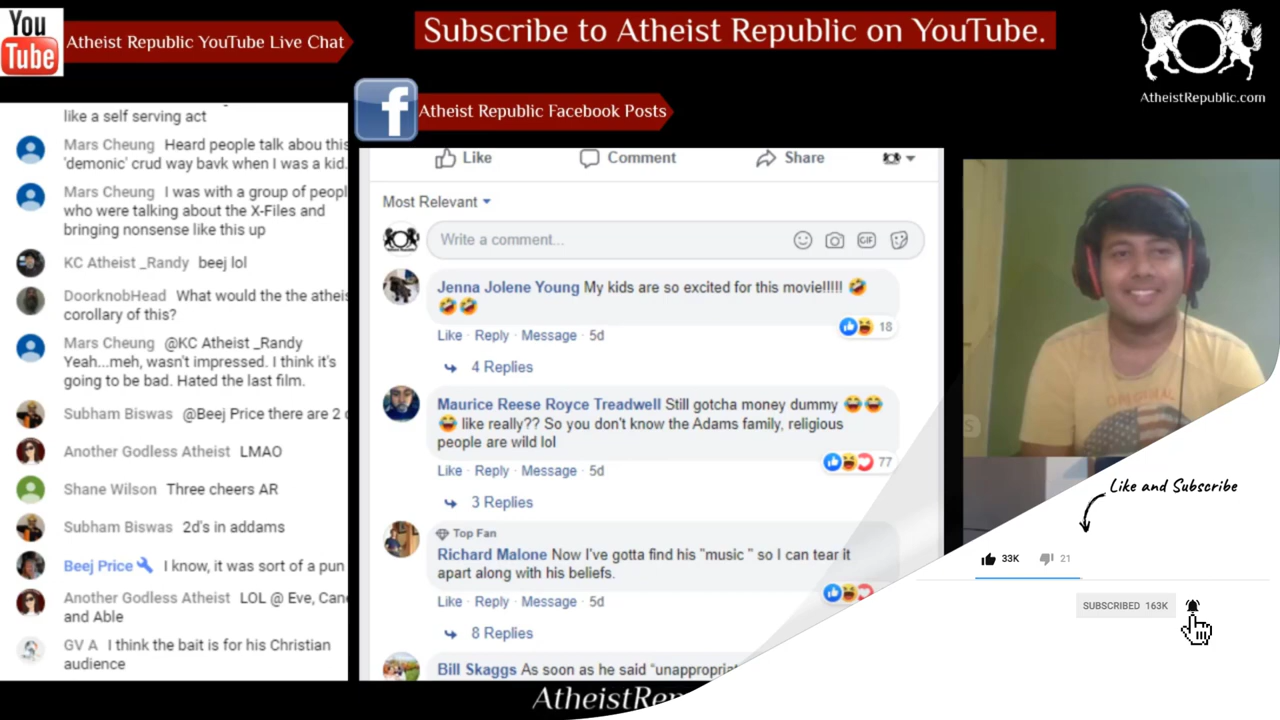 You
Tube
Atheist Republic YouTube Live Chat
Subscribe to Atheist Republic on YouTube.
AtheistRepublic.com
Atheist Republic Facebook Posts
like a self serving act
Mars Cheung Heard people talk abou this
'demonic' crud way bavk when I was a kid.
Mars Cheung I was with a group of peopl
who were talking about the X-Files and
bringing nonsense like this up
KC Atheist _Randy beej lol
DoorknobHead What would the the atheis
corollary of this?
Mars Cheung @KC Atheist _Randy
Yeah...meh, wasn't impressed. I think it's
going to be bad. Hated the last film.
Subham Biswas @Beej Price there are 2 d
Another Godless Atheist LMAO
Shane Wilson Three cheers AR
Subham Biswas 2d's in addams
Beej Price I know, it was sort of a pun
Another Godless Atheist LOL @ Eve, Cane
and Able
GV A I think the bait is for his Christian
audience
Like Comment Share
Most Relevant
Write a comment...
GIF
Jenna Jolene Young My kids are so excited for this movie!!!!! 🤣
🤣🤣
18
Like · Reply · Message · 5d
4 Replies
Maurice Reese Royce Treadwell Still gotcha money dummy 😂😂
😂 like really?? So you don't know the Adams family, religious
people are wild lol
77
Like · Reply · Message · 5d
3 Replies
Top Fan
Richard Malone Now I've gotta find his "music " so I can tear it
apart along with his beliefs.
Like · Reply · Message · 5d
8 Replies
Bill Skaggs As soon as he said "unappropriat
AtheistRep
ORIGINAL
S
Like and Subscribe
33K 21
SUBSCRIBED 163K